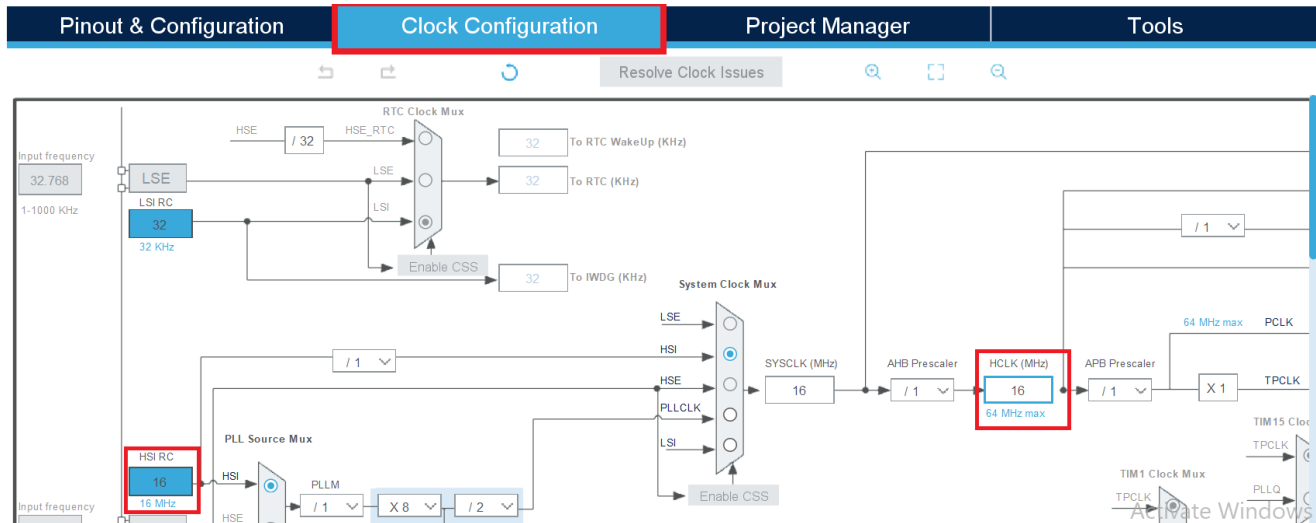 Pinout & Configuration
Clock Configuration
Project Manager
Tools
Resolve Clock Issues
RTC Clock Mux
HSE
/ 32
HSE_RTC
32
To RTC WakeUp (KHz)
Input frequency
32.768
1-1000 KHz
LSE
LSE
32
To RTC (KHz)
LSI RC
32
32 KHz
LSI
Enable CSS
32
To IWDG (KHz)
/ 1
System Clock Mux
LSE
HSI
HSE
PLLCLK
LSI
Enable CSS
/ 1
SYSCLK (MHz)
16
AHB Prescaler
/ 1
HCLK (MHz)
16
64 MHz max
APB Prescaler
/ 1
64 MHz max
PCLK
X 1
TPCLK
TIM15 Cloc
TPCLK
PLLQ
TIM1 Clock Mux
TPCLK
PLL Source Mux
HSI RC
16
16 MHz
HSI
HSE
PLLM
/ 1
X 8
/ 2
Input frequency
Activate Windows